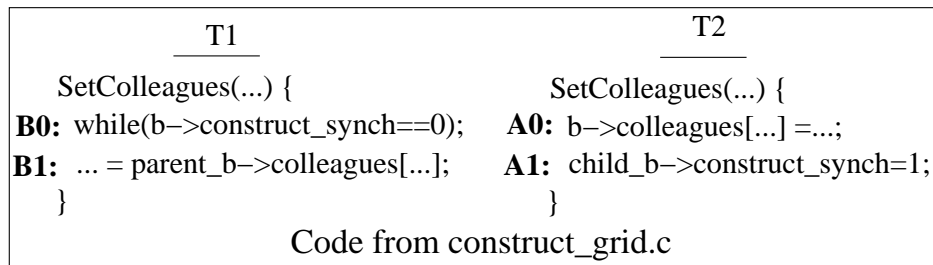 T1
SetColleagues(...) {
B0: while(b−>construct_synch==0);
B1: ... = parent_b−>colleagues[...];
}
T2
SetColleagues(...) {
A0: b−>colleagues[...] =...;
A1: child_b−>construct_synch=1;
}
Code from construct_grid.c